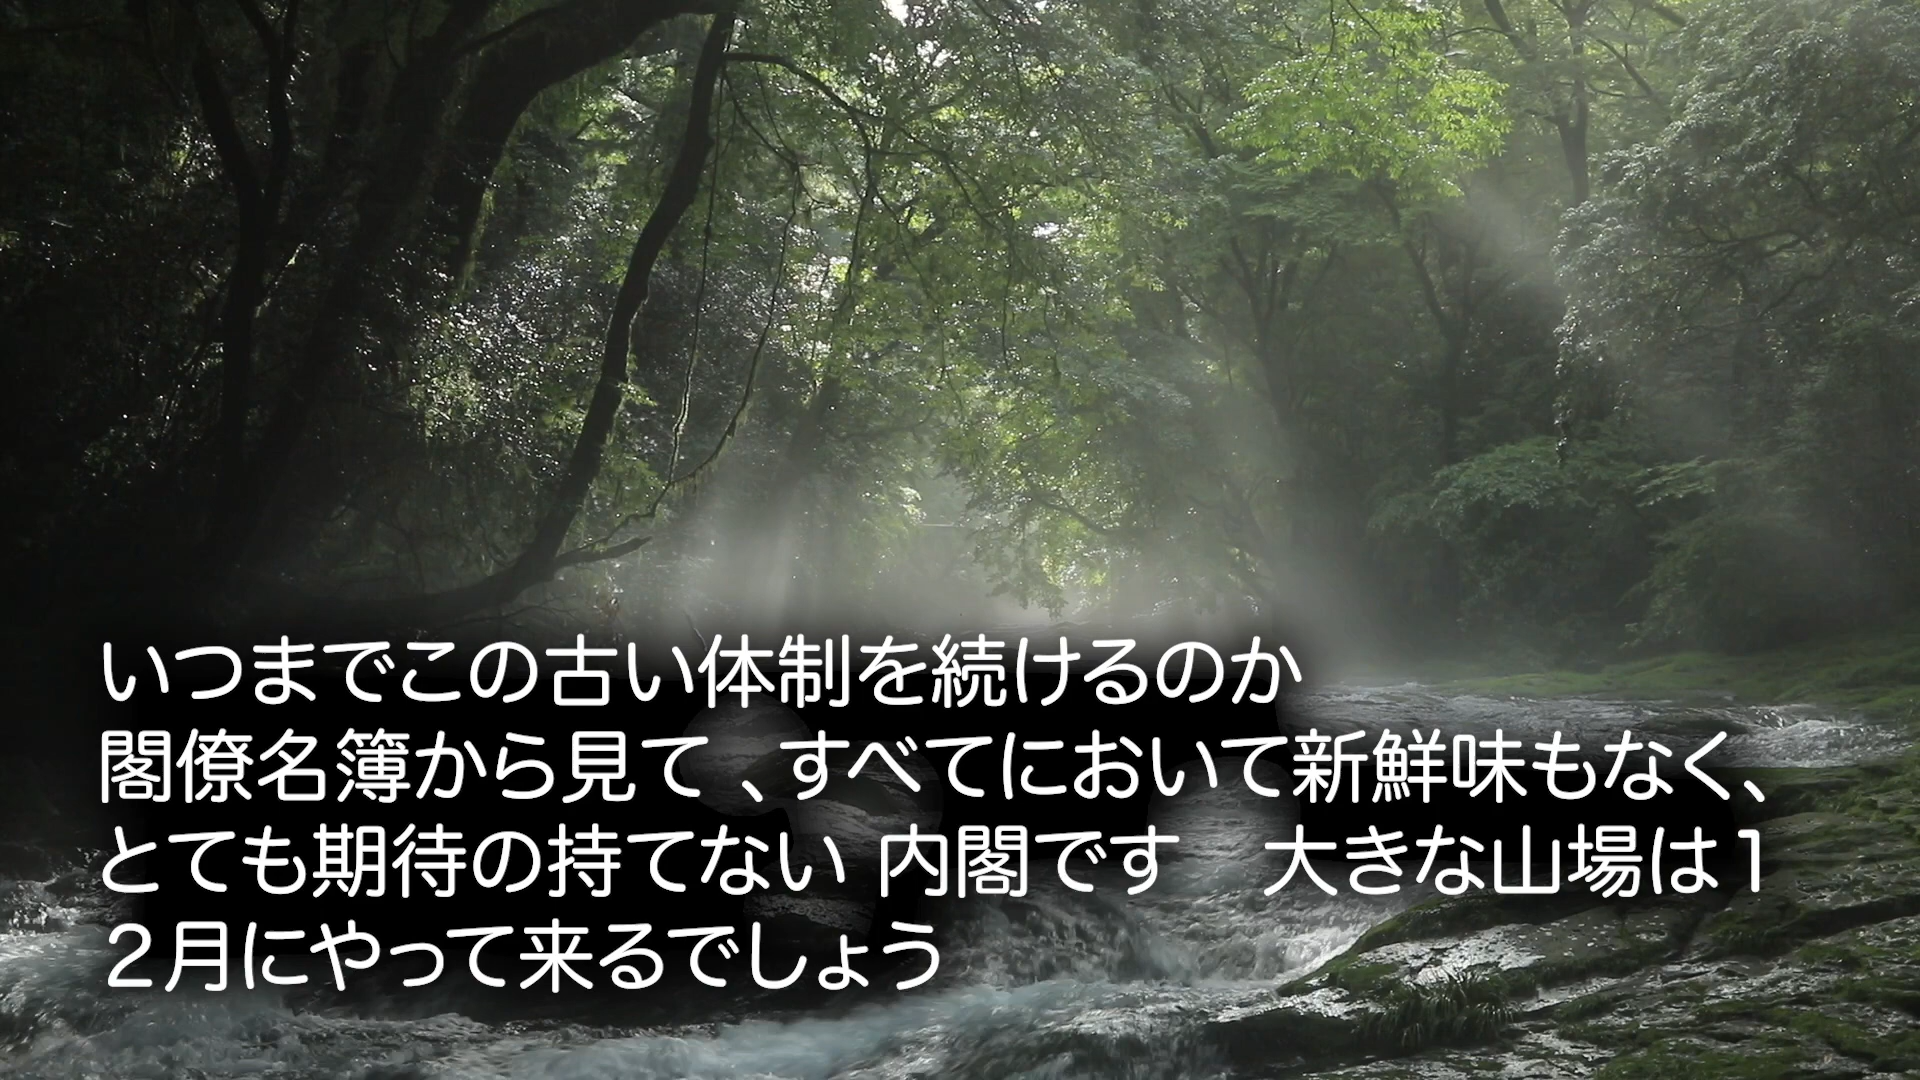 いつまでこの古い体制を続けるのか
閣僚名簿から見て 、すべてにおいて新鮮味もなく、
とても期待の持てない 内閣です　大きな山場は１
２月にやって来るでしょう